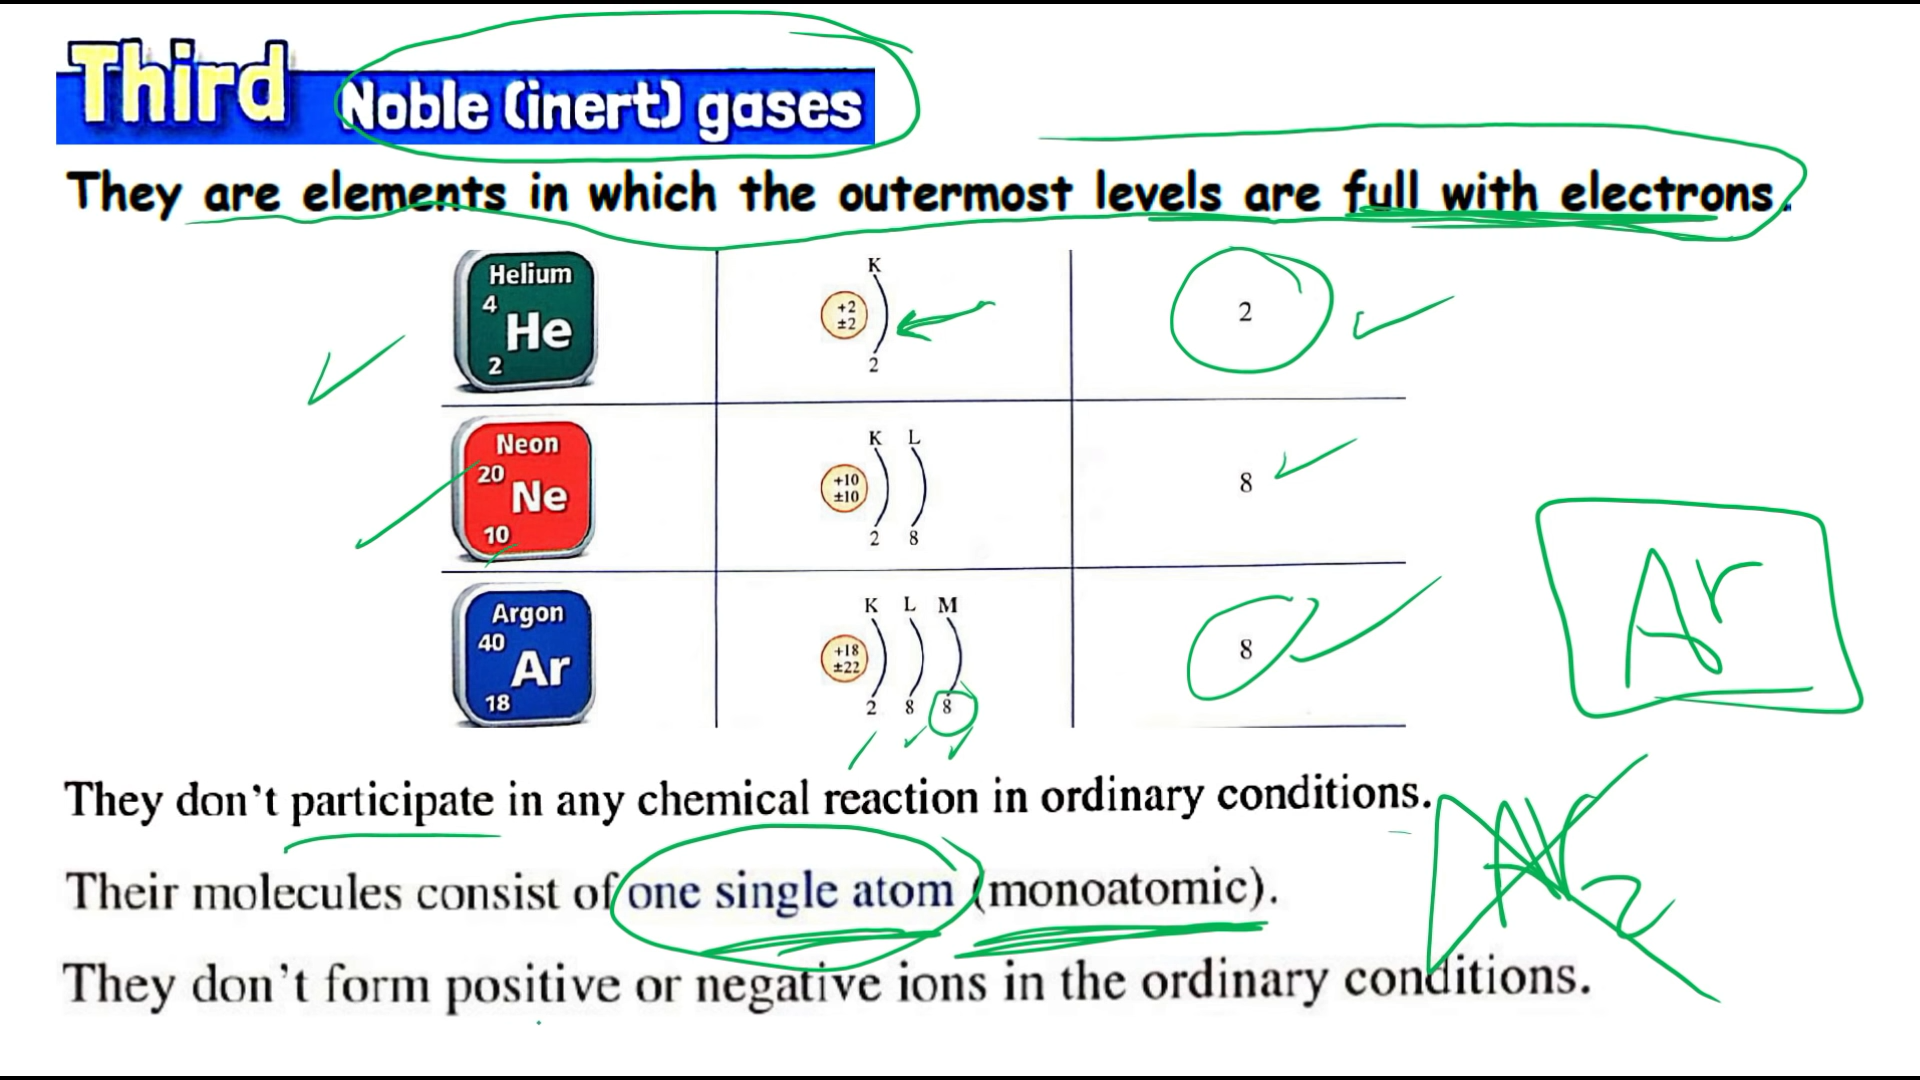 Third Noble (inert) gases
They are elements in which the outermost levels are full with electrons.
Helium
4
He
2
K
+2
±2
2
2
Neon
20
Ne
10
K L
+10
±10
2 8
8
Argon
40
Ar
18
K L M
+18
±22
2 8 8
8
Ar
They don't participate in any chemical reaction in ordinary conditions.
Their molecules consist of one single atom (monoatomic).
They don't form positive or negative ions in the ordinary conditions.